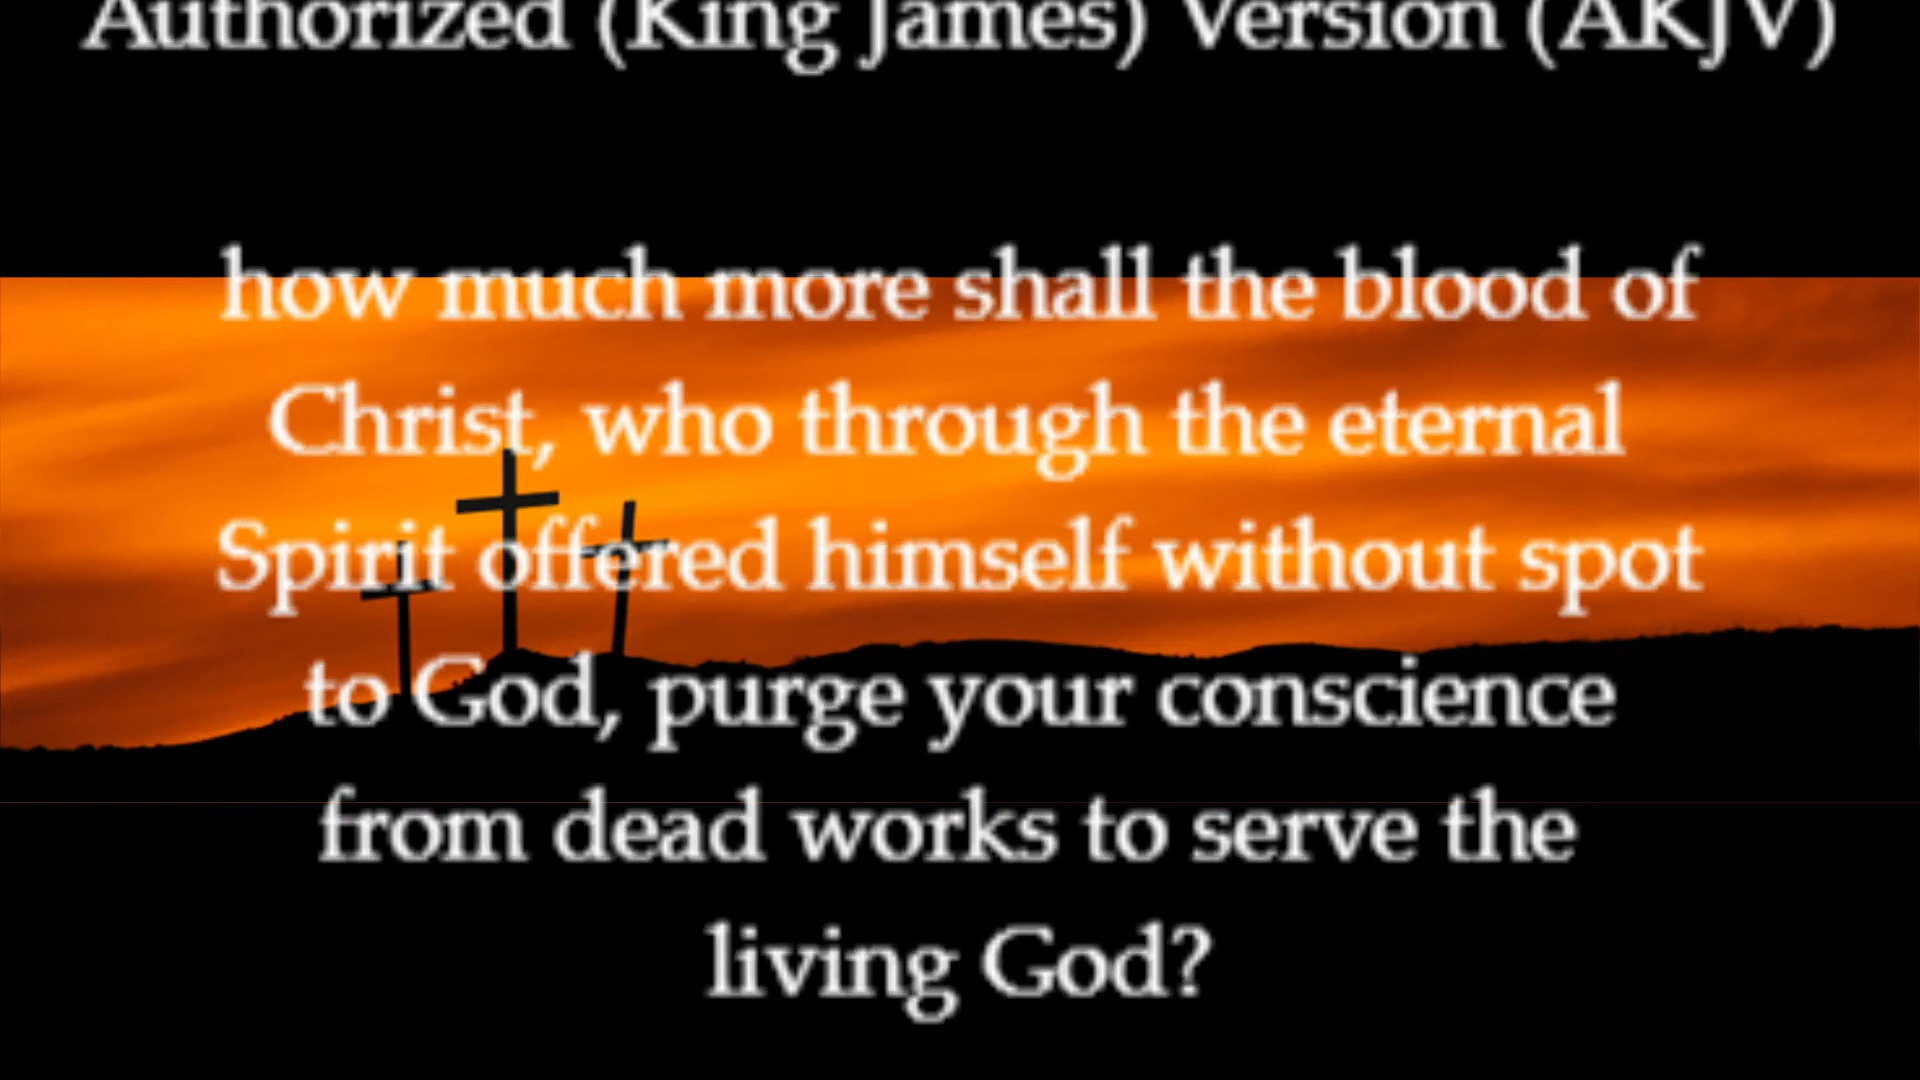 Authorized (King James) Version (AKJV)
how much more shall the blood of
Christ, who through the eternal
Spirit offered himself without spot
to God, purge your conscience
from dead works to serve the
living God?